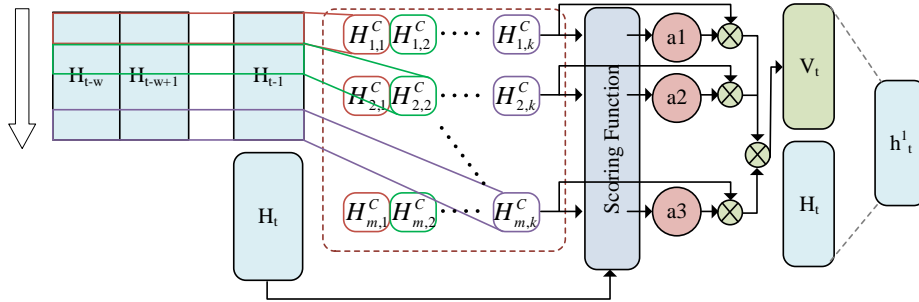 H_{t-w} H_{t-w+1} H_{t-1}
H^C_{1,1} H^C_{1,2} ···· H^C_{1,k}
H^C_{2,1} H^C_{2,2} ···· H^C_{2,k}
H^C_{m,1} H^C_{m,2} ···· H^C_{m,k}
H_t
Scoring Function
a1
a2
a3
V_t
H_t
h^1_t